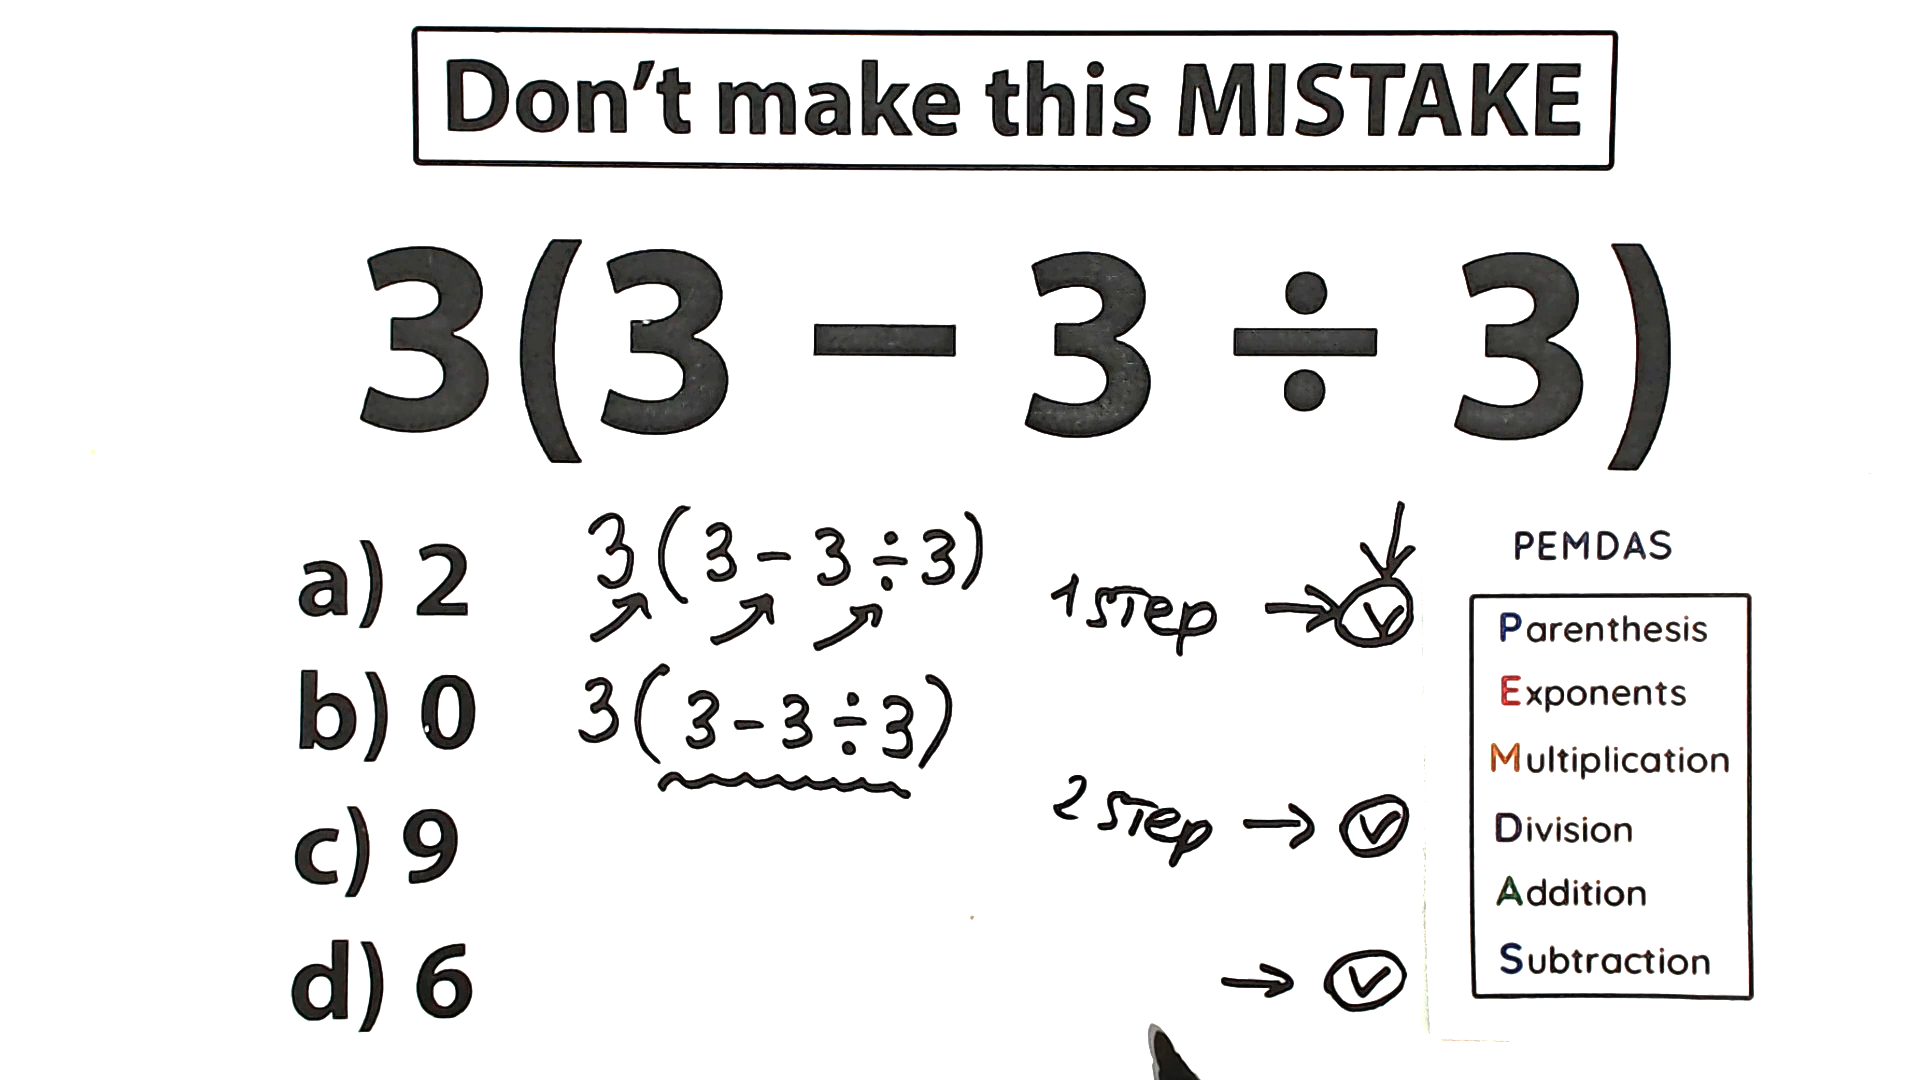 Don't make this MISTAKE
3(3 − 3 ÷ 3)
a) 2
b) 0
c) 9
d) 6
3(3 − 3 ÷ 3)
3(3 − 3 ÷ 3)
1 step →
2 step →
→
PEMDAS
Parenthesis
Exponents
Multiplication
Division
Addition
Subtraction